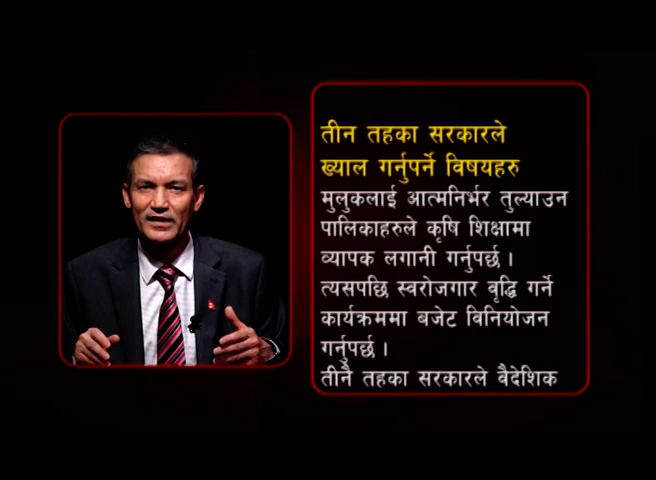 तीन तहका सरकारले
ख्याल गर्नुपर्ने विषयहरु
मुलुकलाई आत्मनिर्भर तुल्याउन
पालिकाहरुले कृषि शिक्षामा
व्यापक लगानी गर्नुपर्छ।
त्यसपछि स्वरोजगार वृद्धि गर्ने
कार्यक्रममा बजेट विनियोजन
गर्नुपर्छ।
तीनै तहका सरकारले वैदेशिक